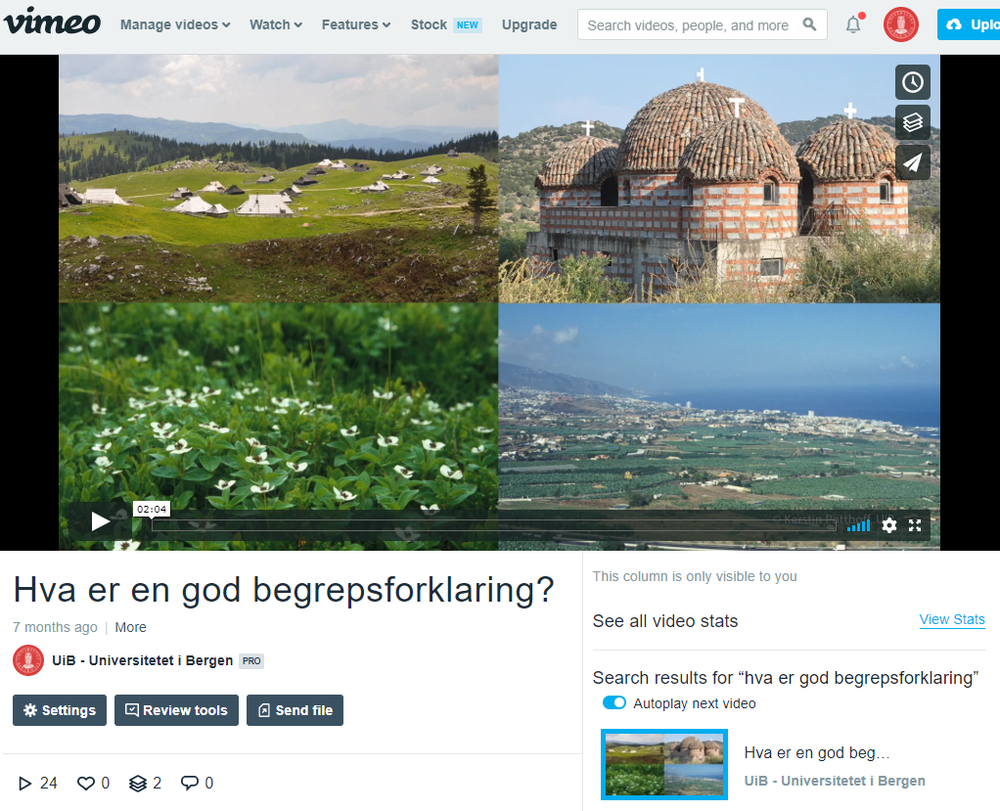 vimeo Manage videos Watch Features Stock NEW Upgrade Search videos, people, and more Uplo
02:04
© Kerstin Potthoff, Ui
Hva er en god begrepsforklaring?
7 months ago | More
UiB - Universitetet i Bergen PRO
Settings Review tools Send file
24 0 2 0
This column is only visible to you
See all video stats View Stats
Search results for “hva er god begrepsforklaring”
Autoplay next video
Hva er en god beg...
UiB - Universitetet i Bergen